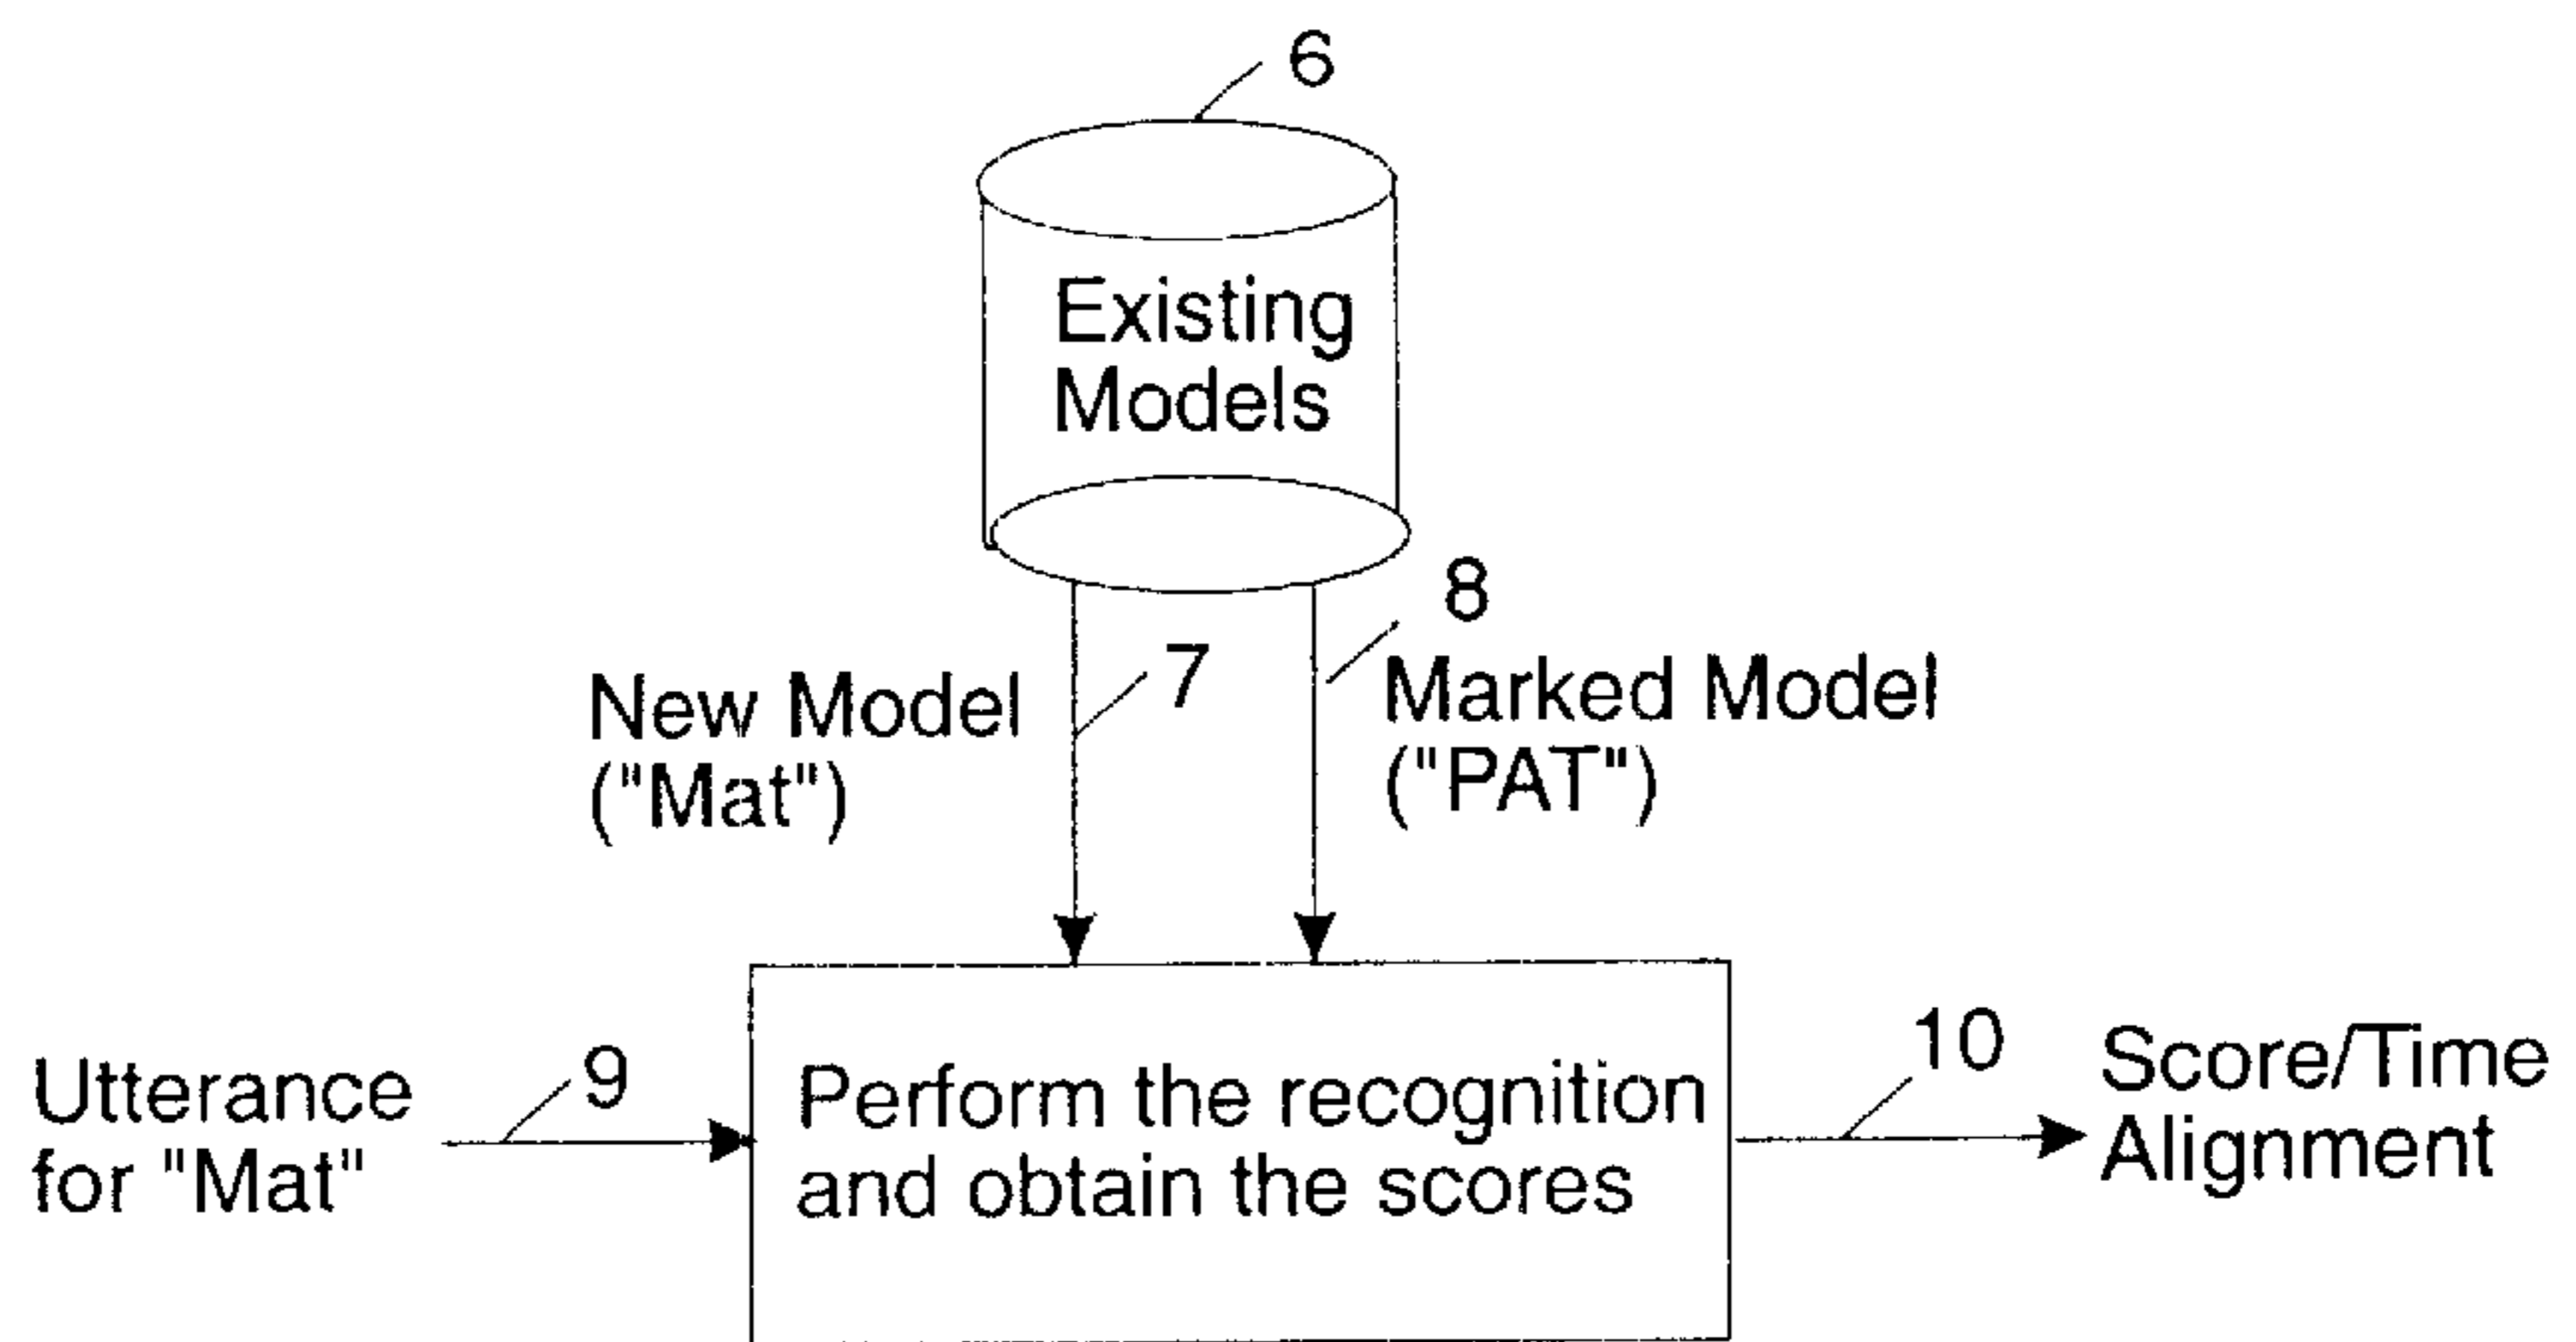 6
Existing
Models
8
7
New Model
("Mat")
Marked Model
("PAT")
Utterance
for "Mat"
9
Perform the recognition
and obtain the scores
10
Score/Time
Alignment